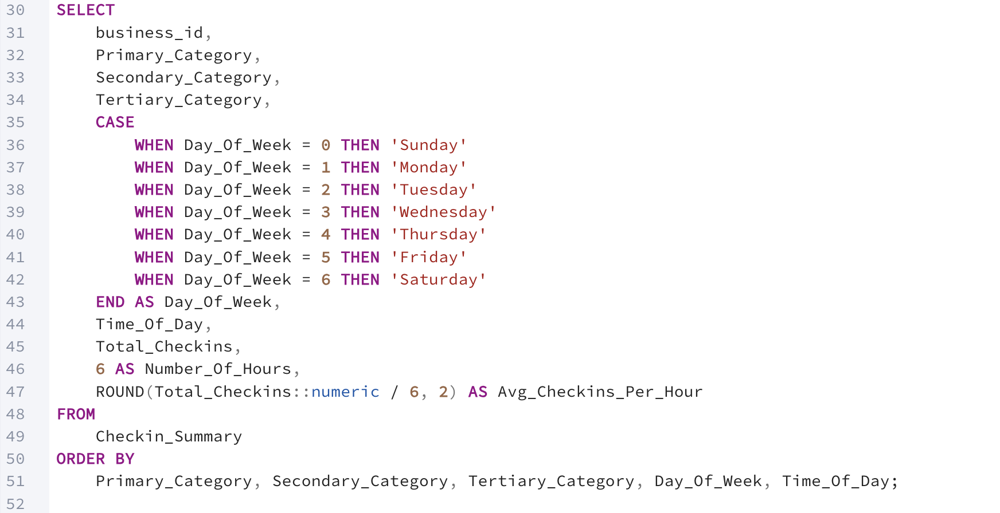 30 SELECT
31     business_id,
32     Primary_Category,
33     Secondary_Category,
34     Tertiary_Category,
35     CASE
36         WHEN Day_Of_Week = 0 THEN 'Sunday'
37         WHEN Day_Of_Week = 1 THEN 'Monday'
38         WHEN Day_Of_Week = 2 THEN 'Tuesday'
39         WHEN Day_Of_Week = 3 THEN 'Wednesday'
40         WHEN Day_Of_Week = 4 THEN 'Thursday'
41         WHEN Day_Of_Week = 5 THEN 'Friday'
42         WHEN Day_Of_Week = 6 THEN 'Saturday'
43     END AS Day_Of_Week,
44     Time_Of_Day,
45     Total_Checkins,
46     6 AS Number_Of_Hours,
47     ROUND(Total_Checkins::numeric / 6, 2) AS Avg_Checkins_Per_Hour
48 FROM
49     Checkin_Summary
50 ORDER BY
51     Primary_Category, Secondary_Category, Tertiary_Category, Day_Of_Week, Time_Of_Day;
52